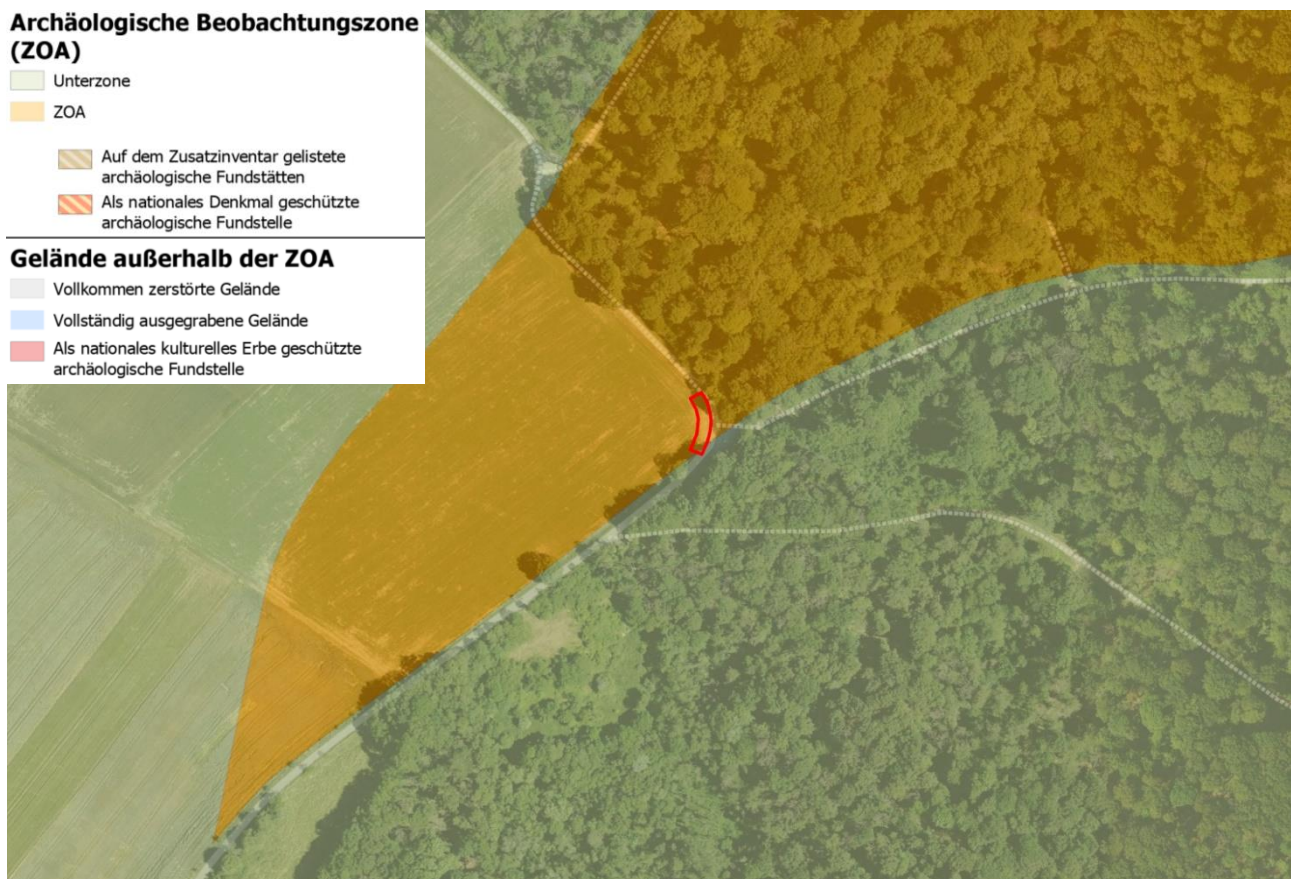 Archäologische Beobachtungszone
(ZOA)
Unterzone
ZOA
Auf dem Zusatzinventar gelistete
archäologische Fundstätten
Als nationales Denkmal geschützte
archäologische Fundstelle
Gelände außerhalb der ZOA
Vollkommen zerstörte Gelände
Vollständig ausgegrabene Gelände
Als nationales kulturelles Erbe geschützte
archäologische Fundstelle